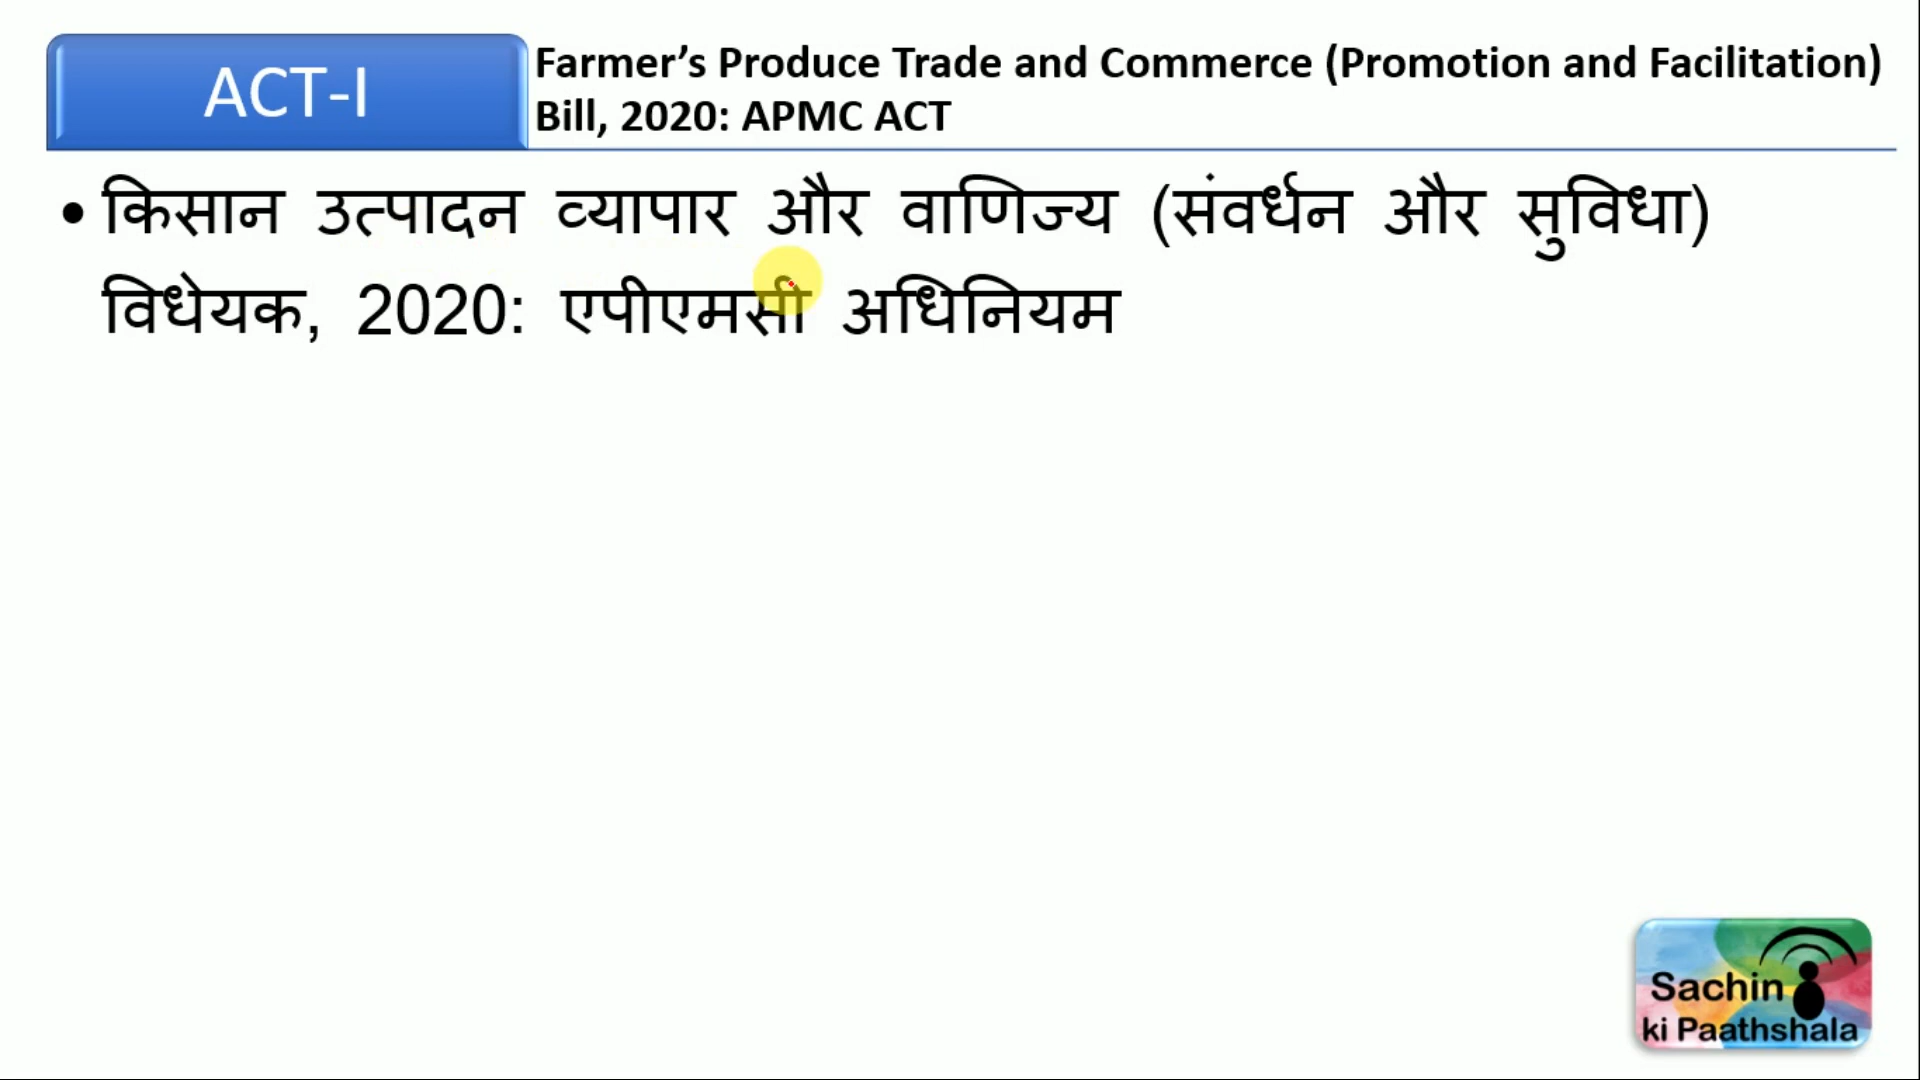 ACT-I
Farmer’s Produce Trade and Commerce (Promotion and Facilitation)
Bill, 2020: APMC ACT
• किसान उत्पादन व्यापार और वाणिज्य (संवर्धन और सुविधा)
विधेयक, 2020: एपीएमसी अधिनियम
Sachin
ki Paathshala